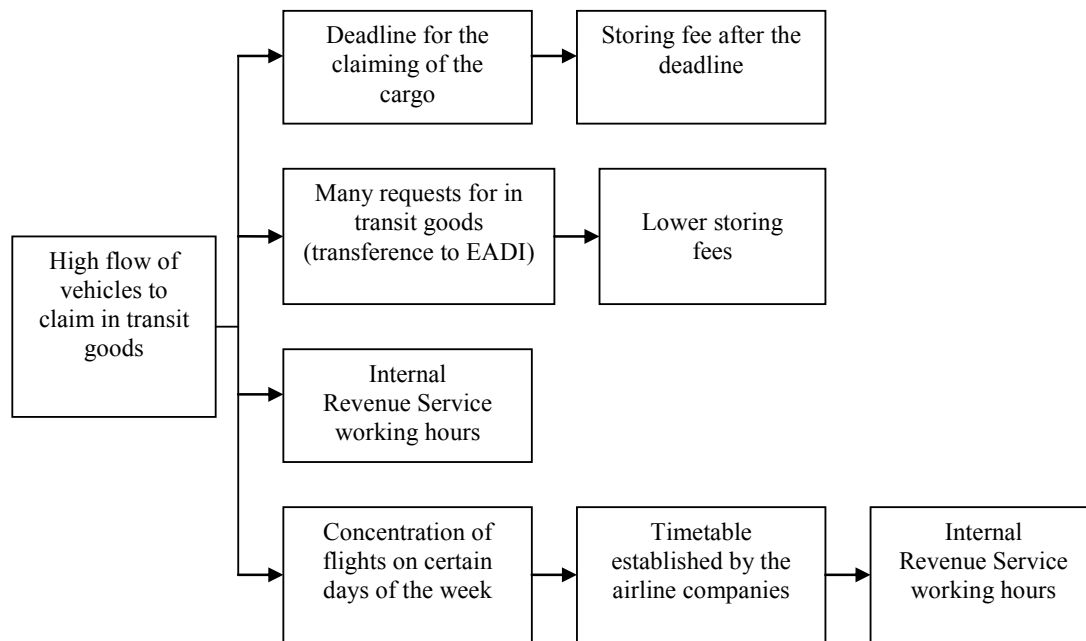 Deadline for the
claiming of the
cargo
Storing fee after the
deadline
Many requests for in
transit goods
(transference to EADI)
Lower storing
fees
High flow of
vehicles to
claim in transit
goods
Internal
Revenue Service
working hours
Concentration of
flights on certain
days of the week
Timetable
established by the
airline companies
Internal
Revenue Service
working hours